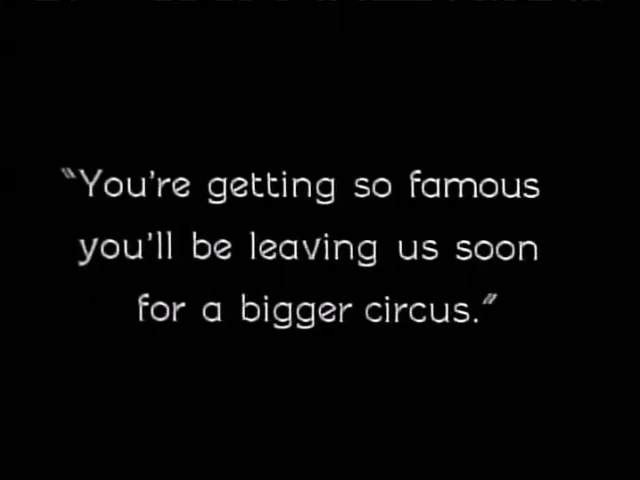 "You're getting so famous
you'll be leaving us soon
for a bigger circus."